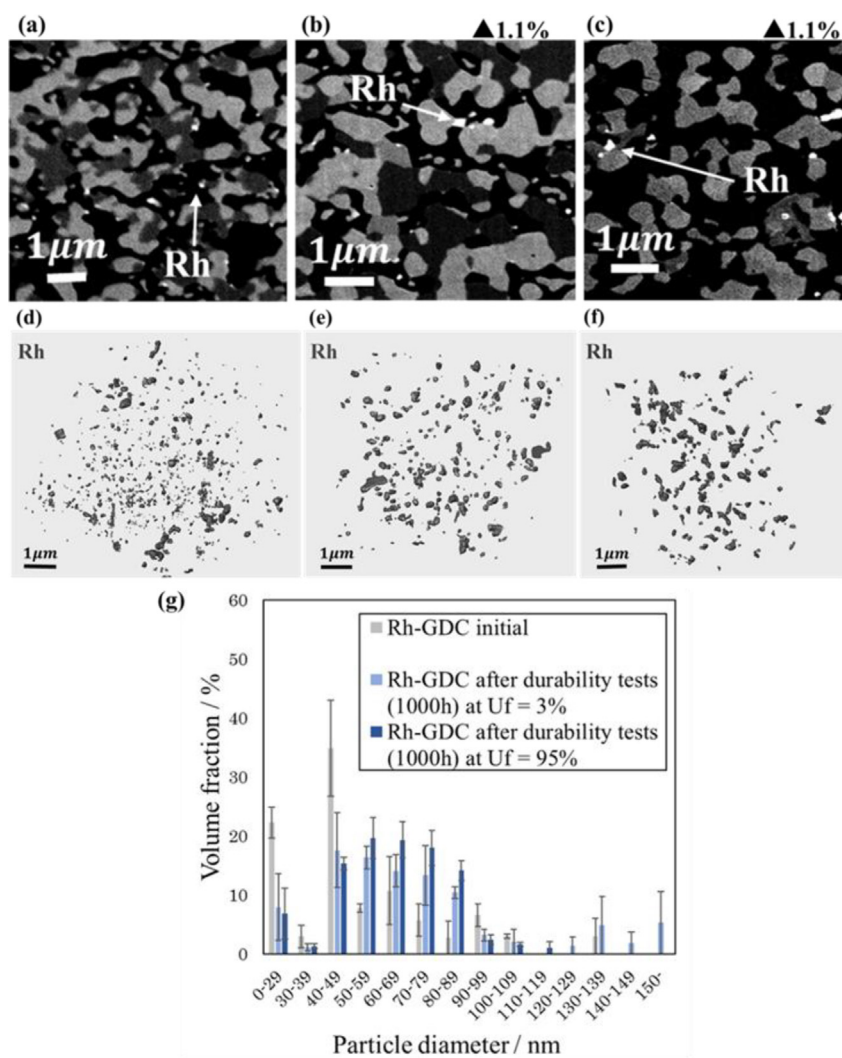 (a)
(b)
▲1.1%
(c)
▲1.1%
Rh
1μm
Rh
1μm
Rh
1μm
(d)
(e)
(f)
Rh
Rh
Rh
1μm
1μm
1μm
(g)
Volume fraction / %
60
50
40
30
20
10
0
Rh-GDC initial
Rh-GDC after durability tests
(1000h) at Uf = 3%
Rh-GDC after durability tests
(1000h) at Uf = 95%
0-29
30-39
40-49
50-59
60-69
70-79
80-89
90-99
100-109
110-119
120-129
130-139
140-149
150-
Particle diameter / nm